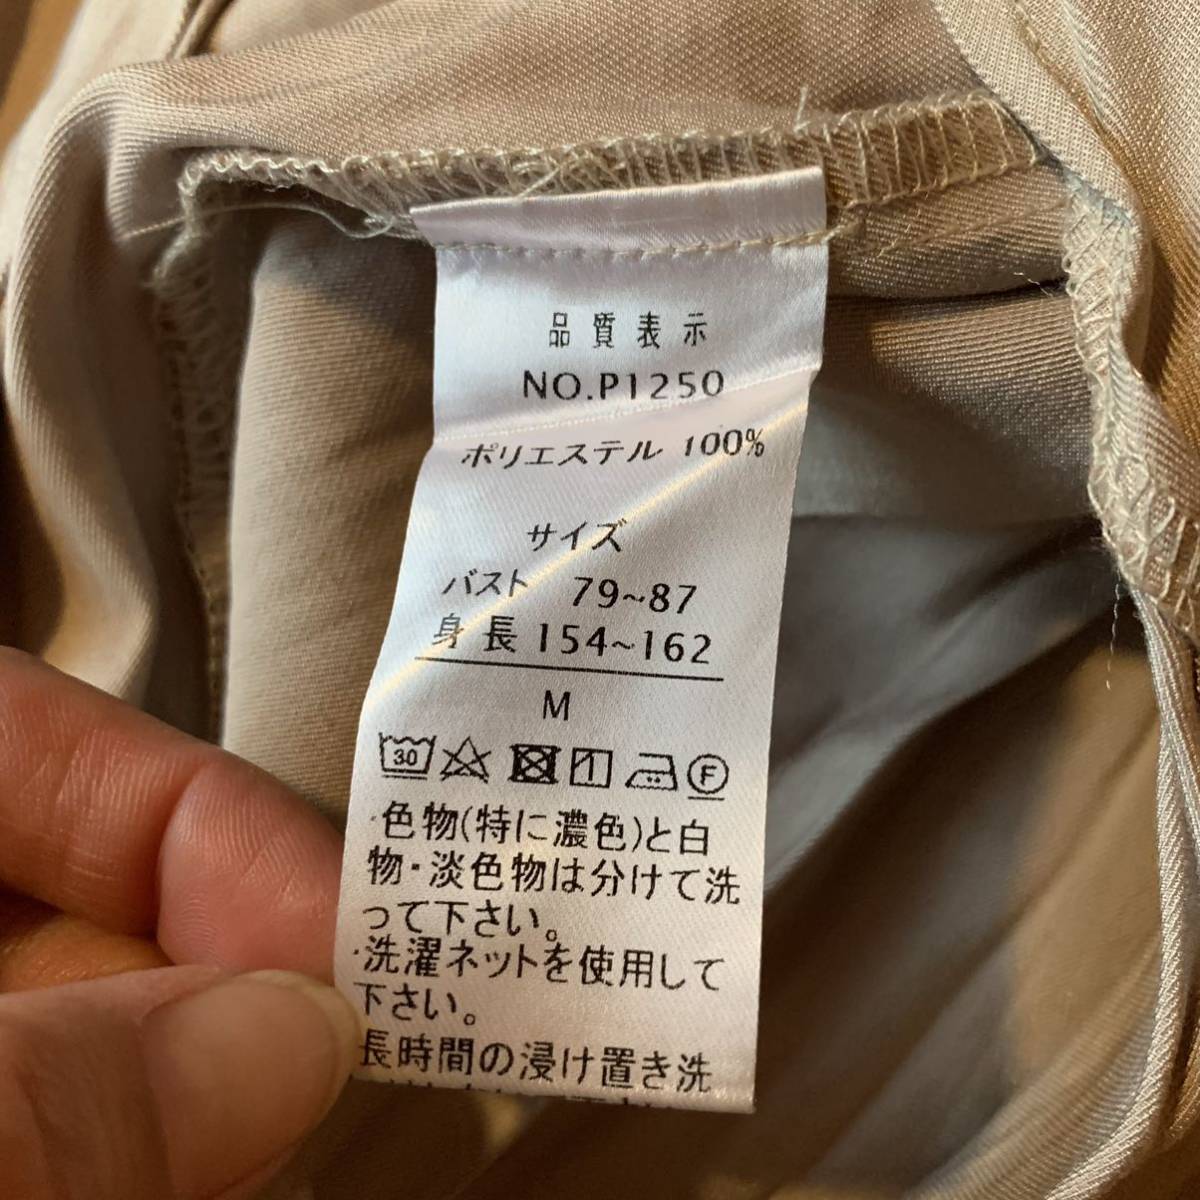 品質表示
NO.P1250
ポリエステル 100%
サイズ
バスト 79~87
身長 154~162
M
30 F
・色物(特に濃色)と白
物・淡色物は分けて洗
って下さい。
・洗濯ネットを使用して
下さい。
長時間の浸け置き洗